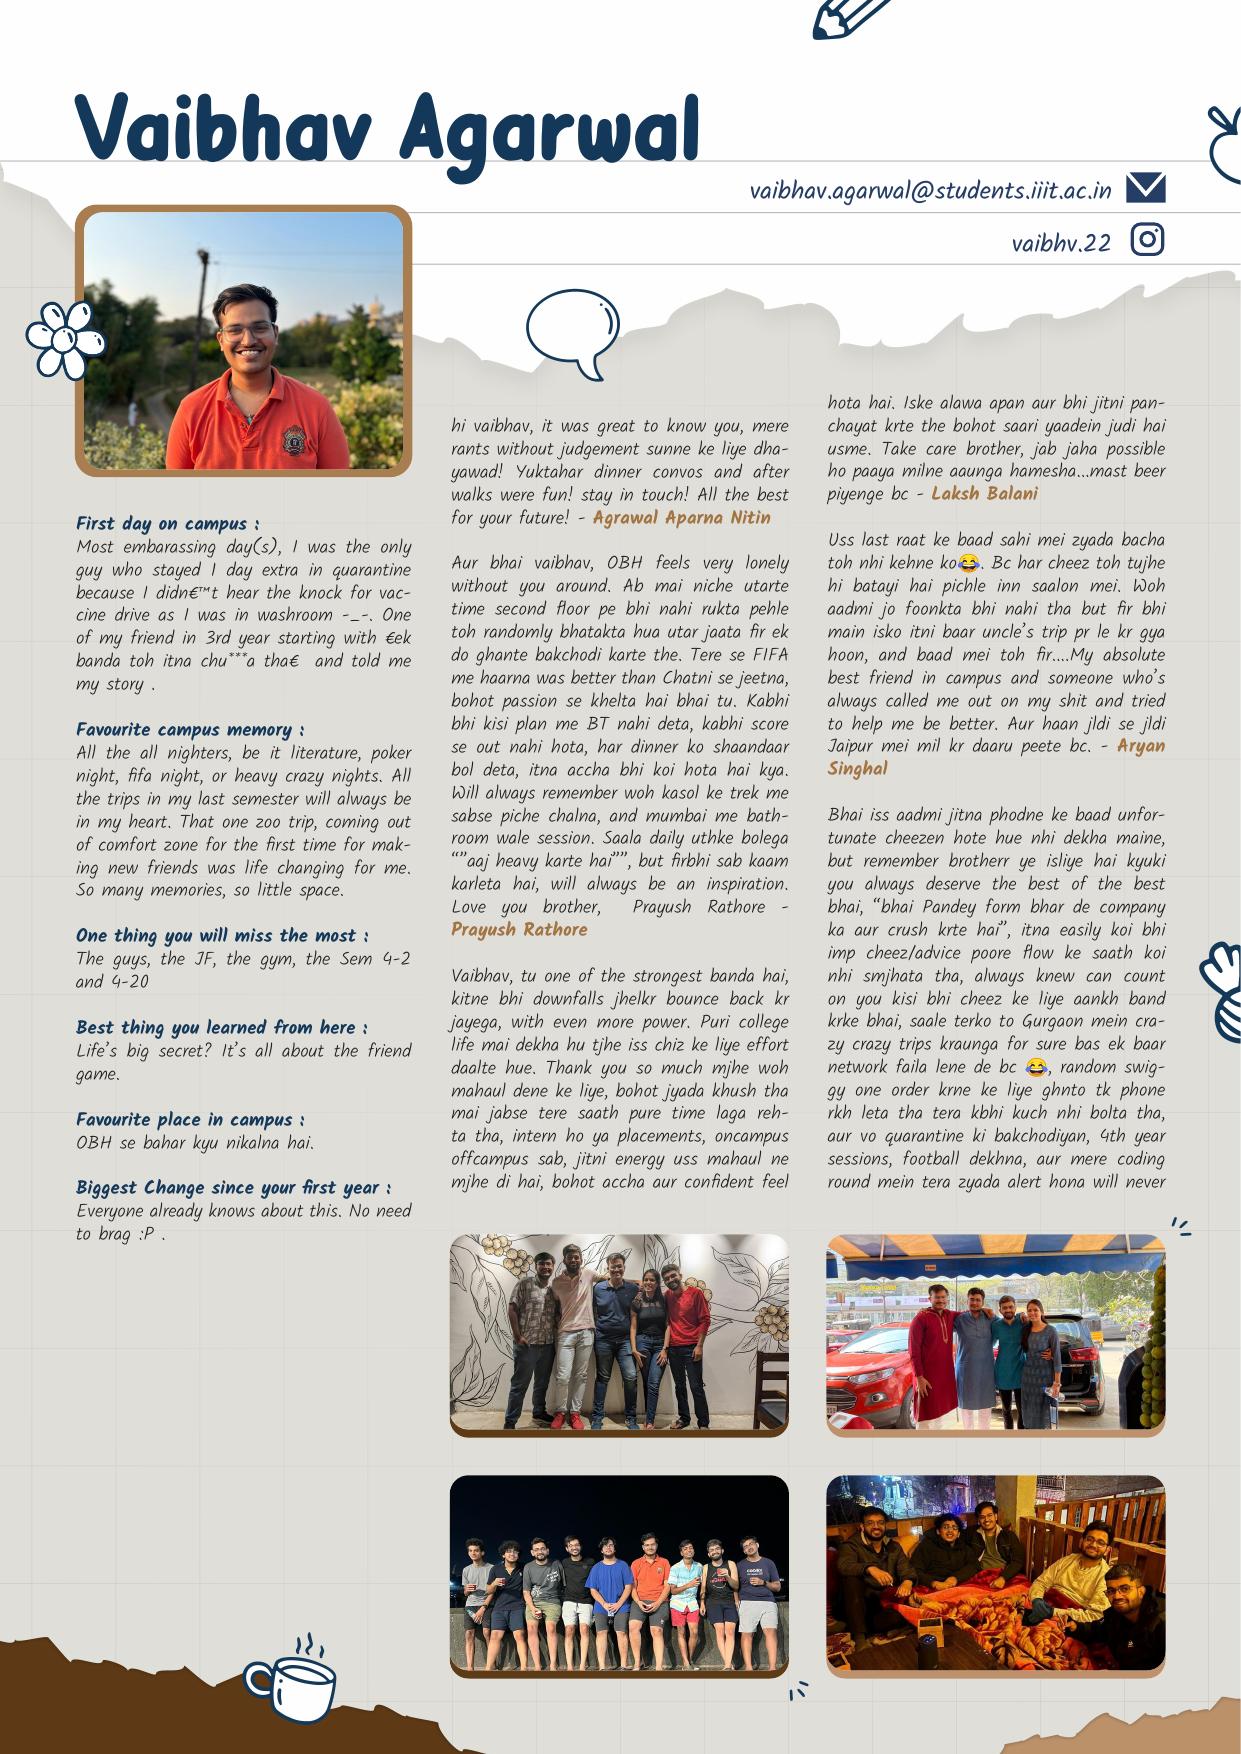 Vaibhav Agarwal
vaibhav.agarwal@students.iiit.ac.in
vaibhv.22
First day on campus :
Most embarassing day(s), I was the only
guy who stayed 1 day extra in quarantine
because I didn€™t hear the knock for vac-
cine drive as I was in washroom -_-. One
of my friend in 3rd year starting with €ek
banda toh itna chu***a tha€ and told me
my story .
Favourite campus memory :
All the all nighters, be it literature, poker
night, fifa night, or heavy crazy nights. All
the trips in my last semester will always be
in my heart. That one zoo trip, coming out
of comfort zone for the first time for mak-
ing new friends was life changing for me.
So many memories, so little space.
One thing you will miss the most :
The guys, the JF, the gym, the Sem 4-2
and 4-20
Best thing you learned from here :
Life's big secret? It's all about the friend
game.
Favourite place in campus :
OBH se bahar kyu nikalna hai.
Biggest Change since your first year :
Everyone already knows about this. No need
to brag :P .
hi vaibhav, it was great to know you, mere
rants without judgement sunne ke liye dha-
yawad! Yuktahar dinner convos and after
walks were fun! stay in touch! All the best
for your future! - Agrawal Aparna Nitin
Aur bhai vaibhav, OBH feels very lonely
without you around. Ab mai niche utarte
time second floor pe bhi nahi rukta pehle
toh randomly bhatakta hua utar jaata fir ek
do ghante bakchodi karte the. Tere se FIFA
me haarna was better than Chatni se jeetna,
bohot passion se khelta hai bhai tu. Kabhi
bhi kisi plan me BT nahi deta, kabhi score
se out nahi hota, har dinner ko shaandaar
bol deta, itna accha bhi koi hota hai kya.
Will always remember woh kasol ke trek me
sabse piche chalna, and mumbai me bath-
room wale session. Saala daily uthke bolega
“”aaj heavy karte hai””, but firbhi sab kaam
karleta hai, will always be an inspiration.
Love you brother, Prayush Rathore -
Prayush Rathore
Vaibhav, tu one of the strongest banda hai,
kitne bhi downfalls jhelkr bounce back kr
jayega, with even more power. Puri college
life mai dekha hu tjhe iss chiz ke liye effort
daalte hue. Thank you so much mjhe woh
mahaul dene ke liye, bohot jyada khush tha
mai jabse tere saath pure time laga reh-
ta tha, intern ho ya placements, oncampus
offcampus sab, jitni energy uss mahaul ne
mjhe di hai, bohot accha aur confident feel
hota hai. Iske alawa apan aur bhi jitni pan-
chayat krte the bohot saari yaadein judi hai
usme. Take care brother, jab jaha possible
ho paaya milne aaunga hamesha...mast beer
piyenge bc - Laksh Balani
Uss last raat ke baad sahi mei zyada bacha
toh nhi kehne ko😂. Bc har cheez toh tujhe
hi batayi hai pichle inn saalon mei. Woh
aadmi jo foonkta bhi nahi tha but fir bhi
main isko itni baar uncle's trip pr le kr gya
hoon, and baad mei toh fir....My absolute
best friend in campus and someone who's
always called me out on my shit and tried
to help me be better. Aur haan jldi se jldi
Jaipur mei mil kr daaru peete bc. - Aryan
Singhal
Bhai iss aadmi jitna phodne ke baad unfor-
tunate cheezen hote hue nhi dekha maine,
but remember brotherr ye isliye hai kyuki
you always deserve the best of the best
bhai, “bhai Pandey form bhar de company
ka aur crush krte hai”, itna easily koi bhi
imp cheez/advice poore flow ke saath koi
nhi smjhata tha, always knew can count
on you kisi bhi cheez ke liye aankh band
krke bhai, saale terko to Gurgaon mein cra-
zy crazy trips kraunga for sure bas ek baar
network faila lene de bc 😂, random swig-
gy one order krne ke liye ghnto tk phone
rkh leta tha tera kbhi kuch nhi bolta tha,
aur vo quarantine ki bakchodiyan, 4th year
sessions, football dekhna, aur mere coding
round mein tera zyada alert hona will never